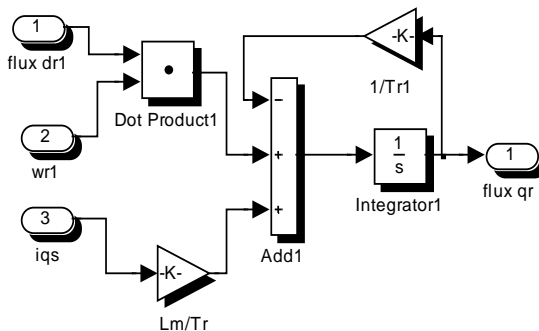 1
flux dr1
Dot Product1
2
wr1
3
iqs
-K-
Lm/Tr
-K-
1/Tr1
−
+
+
Add1
1
s
Integrator1
1
flux qr